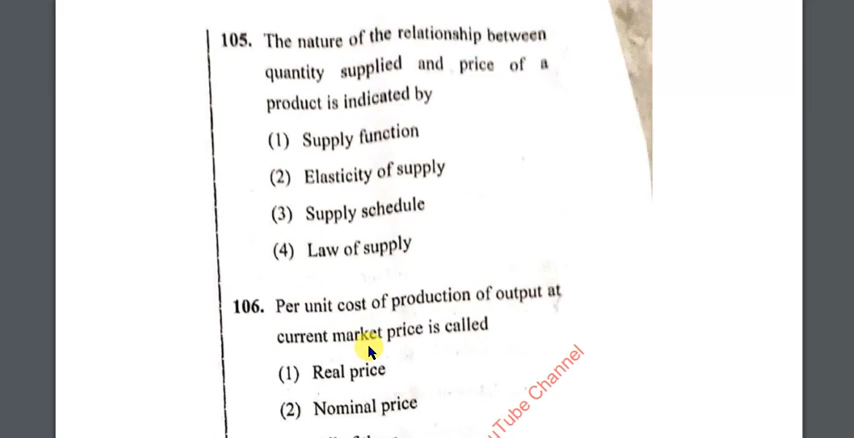 105. The nature of the relationship between
quantity supplied and price of a
product is indicated by
(1) Supply function
(2) Elasticity of supply
(3) Supply schedule
(4) Law of supply
106. Per unit cost of production of output at
current market price is called
(1) Real price
(2) Nominal price
uTube Channel